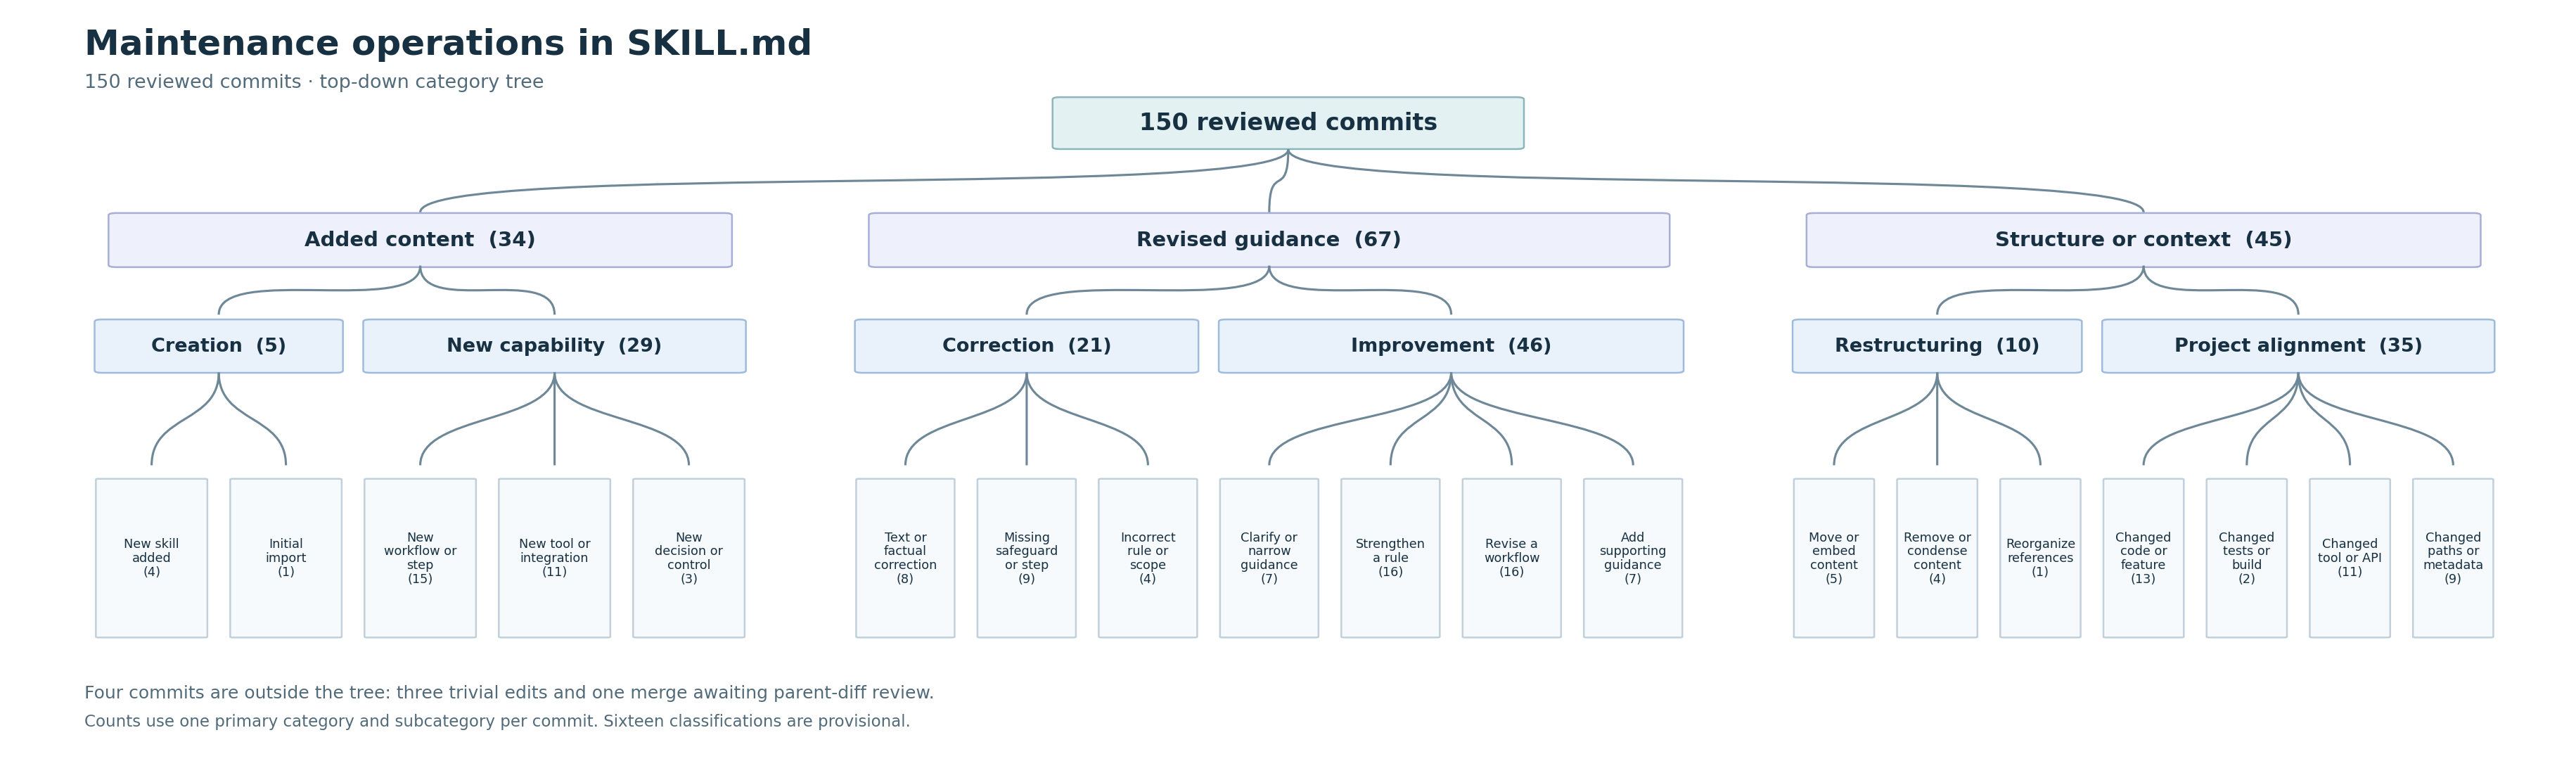 Maintenance operations in SKILL.md
150 reviewed commits · top-down category tree
150 reviewed commits
Added content (34)
Revised guidance (67)
Structure or context (45)
Creation (5)
New capability (29)
Correction (21)
Improvement (46)
Restructuring (10)
Project alignment (35)
New skill
added
(4)
Initial
import
(1)
New
workflow or
step
(15)
New tool or
integration
(11)
New
decision or
control
(3)
Text or
factual
correction
(8)
Missing
safeguard
or step
(9)
Incorrect
rule or
scope
(4)
Clarify or
narrow
guidance
(7)
Strengthen
a rule
(16)
Revise a
workflow
(16)
Add
supporting
guidance
(7)
Move or
embed
content
(5)
Remove or
condense
content
(4)
Reorganize
references
(1)
Changed
code or
feature
(13)
Changed
tests or
build
(2)
Changed
tool or API
(11)
Changed
paths or
metadata
(9)
Four commits are outside the tree: three trivial edits and one merge awaiting parent-diff review.
Counts use one primary category and subcategory per commit. Sixteen classifications are provisional.